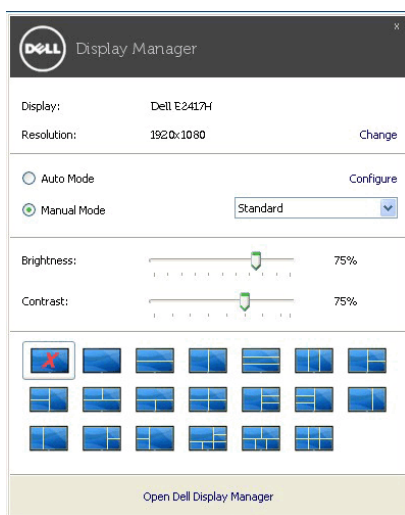 DELL Display Manager
x
Display: Dell E2417H
Resolution: 1920x1080 Change
Auto Mode Configure
Manual Mode Standard
Brightness: 75%
Contrast: 75%
Open Dell Display Manager